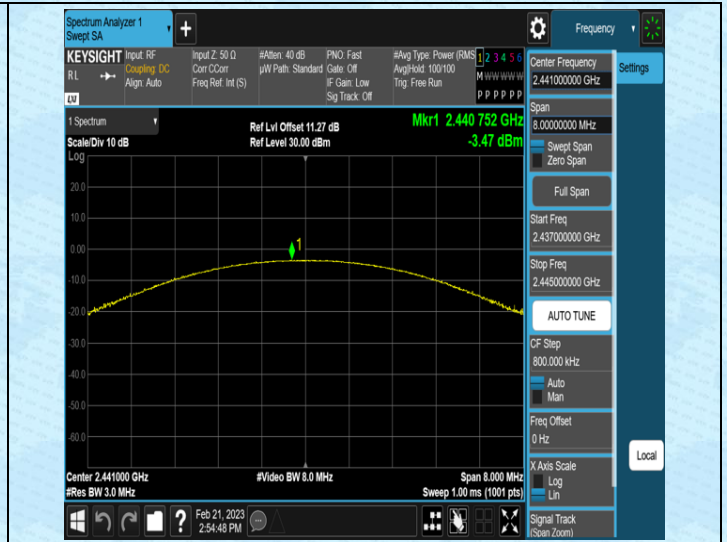 Spectrum Analyzer 1
Swept SA
+
Frequency
KEYSIGHT
RL
Input: RF
Coupling: DC
Align: Auto
Input Z: 50 Ω
Corr CCorr
Freq Ref: Int (S)
#Atten: 40 dB
µW Path: Standard
PNO: Fast
Gate: Off
IF Gain: Low
Sig Track: Off
#Avg Type: Power (RMS
Avg|Hold: 100/100
Trig: Free Run
1 2 3 4 5 6
M W W W W W
P P P P P P
LXI
1 Spectrum
Scale/Div 10 dB
Ref Lvl Offset 11.27 dB
Ref Level 30.00 dBm
Mkr1 2.440 752 GHz
-3.47 dBm
Log
20.0
10.0
0.00
-10.0
-20.0
-30.0
-40.0
-50.0
-60.0
1
Center 2.441000 GHz
#Res BW 3.0 MHz
#Video BW 8.0 MHz
Span 8.000 MHz
Sweep 1.00 ms (1001 pts)
?
Feb 21, 2023
2:54:48 PM
Center Frequency
2.441000000 GHz
Settings
Span
8.00000000 MHz
Swept Span
Zero Span
Full Span
Start Freq
2.437000000 GHz
Stop Freq
2.445000000 GHz
AUTO TUNE
CF Step
800.000 kHz
Auto
Man
Freq Offset
0 Hz
X Axis Scale
Log
Lin
Local
Signal Track
(Span Zoom)